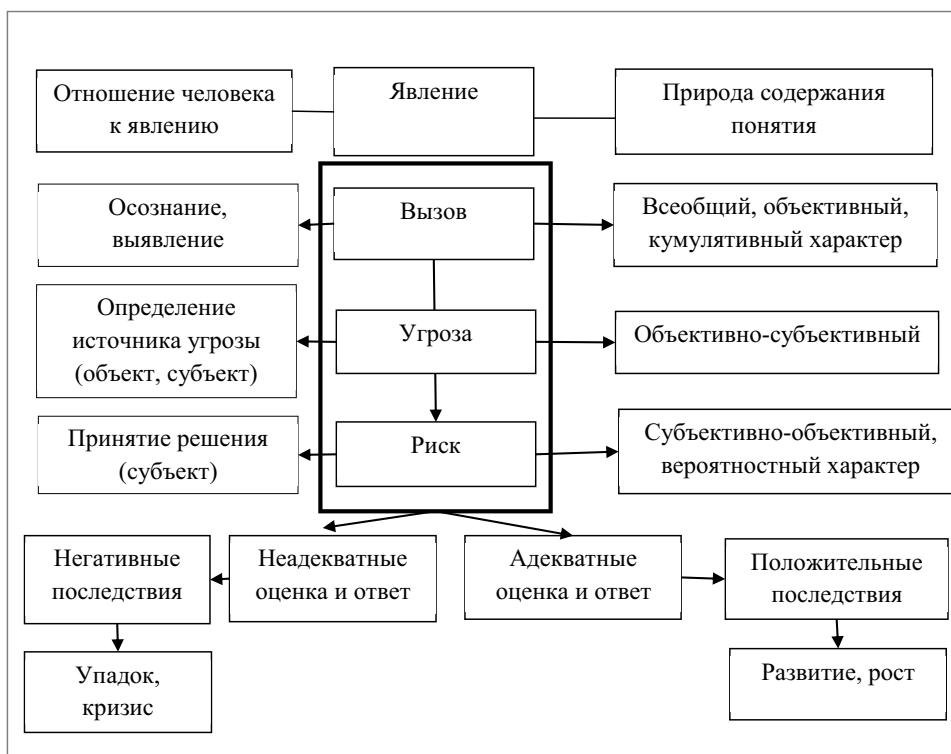 Отношение человека
к явлению
Явление
Природа содержания
понятия
Осознание,
выявление
Вызов
Всеобщий, объективный,
кумулятивный характер
Определение
источника угрозы
(объект, субъект)
Угроза
Объективно-субъективный
Принятие решения
(субъект)
Риск
Субъективно-объективный,
вероятностный характер
Негативные
последствия
Неадекватные
оценка и ответ
Адекватные
оценка и ответ
Положительные
последствия
Упадок,
кризис
Развитие, рост